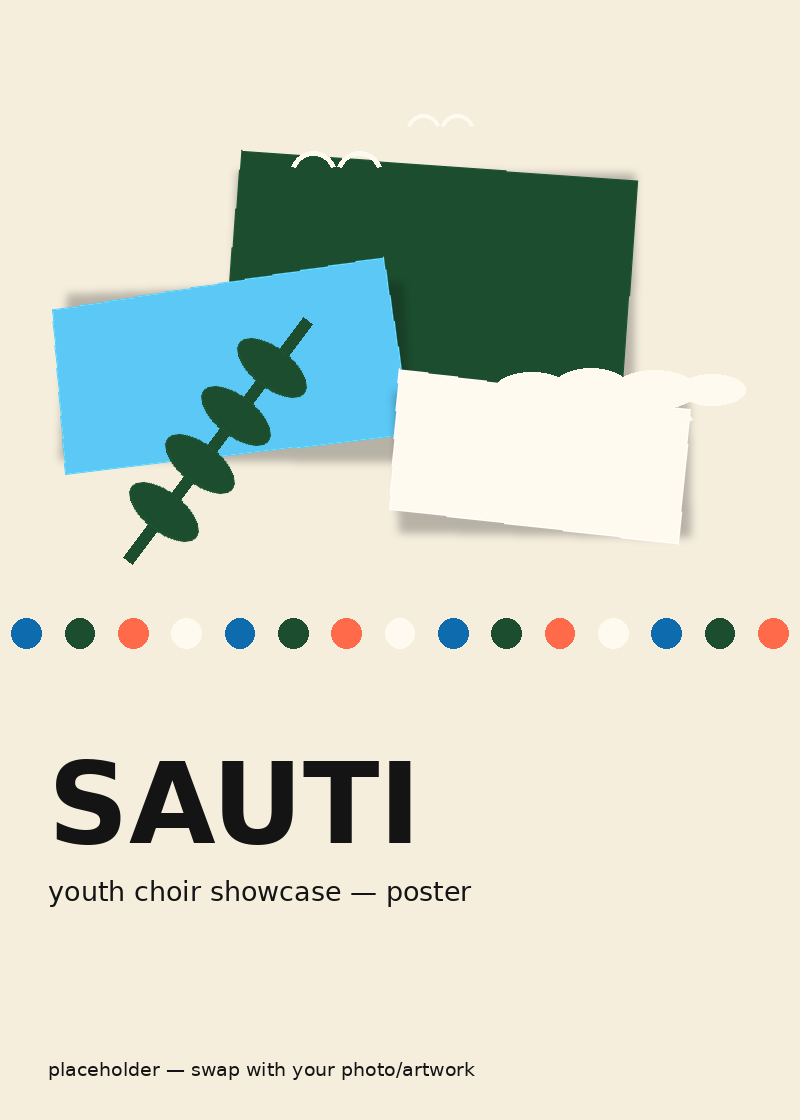 SAUTI
youth choir showcase — poster
placeholder — swap with your photo/artwork